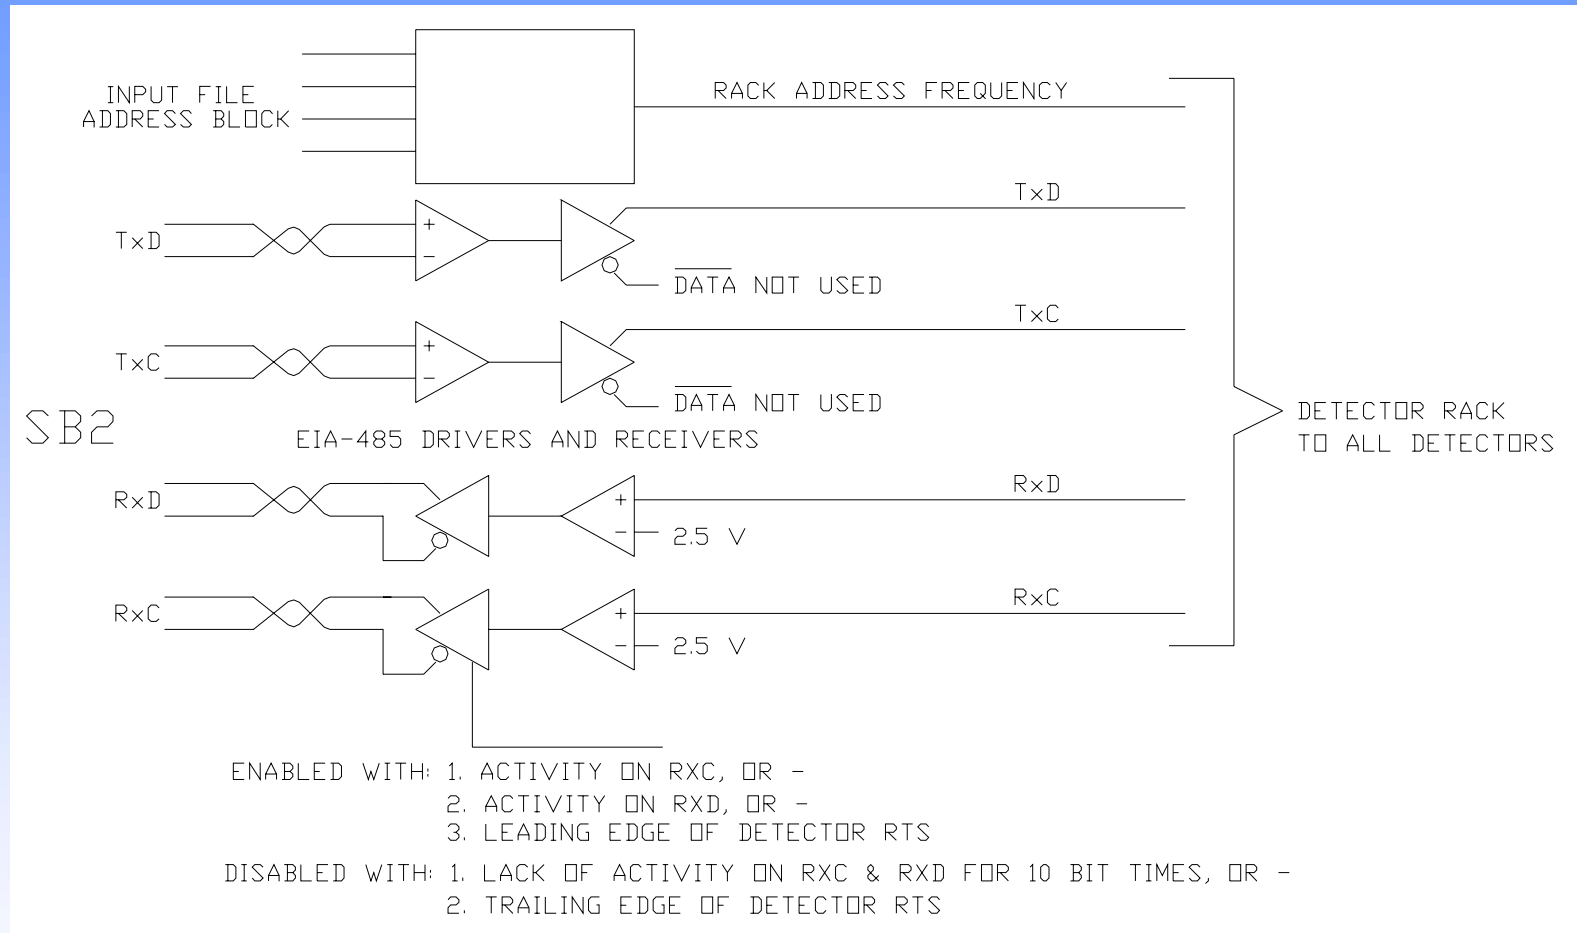 INPUT FILE
ADDRESS BLOCK
RACK ADDRESS FREQUENCY
TxD
TxD
+
−
DATA NOT USED
TxC
TxC
+
−
DATA NOT USED
SB2
EIA-485 DRIVERS AND RECEIVERS
DETECTOR RACK
TO ALL DETECTORS
RxD
RxD
+
−
2.5 V
RxC
RxC
+
−
2.5 V
ENABLED WITH: 1. ACTIVITY ON RXC, OR -
2. ACTIVITY ON RXD, OR -
3. LEADING EDGE OF DETECTOR RTS
DISABLED WITH: 1. LACK OF ACTIVITY ON RXC & RXD FOR 10 BIT TIMES, OR -
2. TRAILING EDGE OF DETECTOR RTS